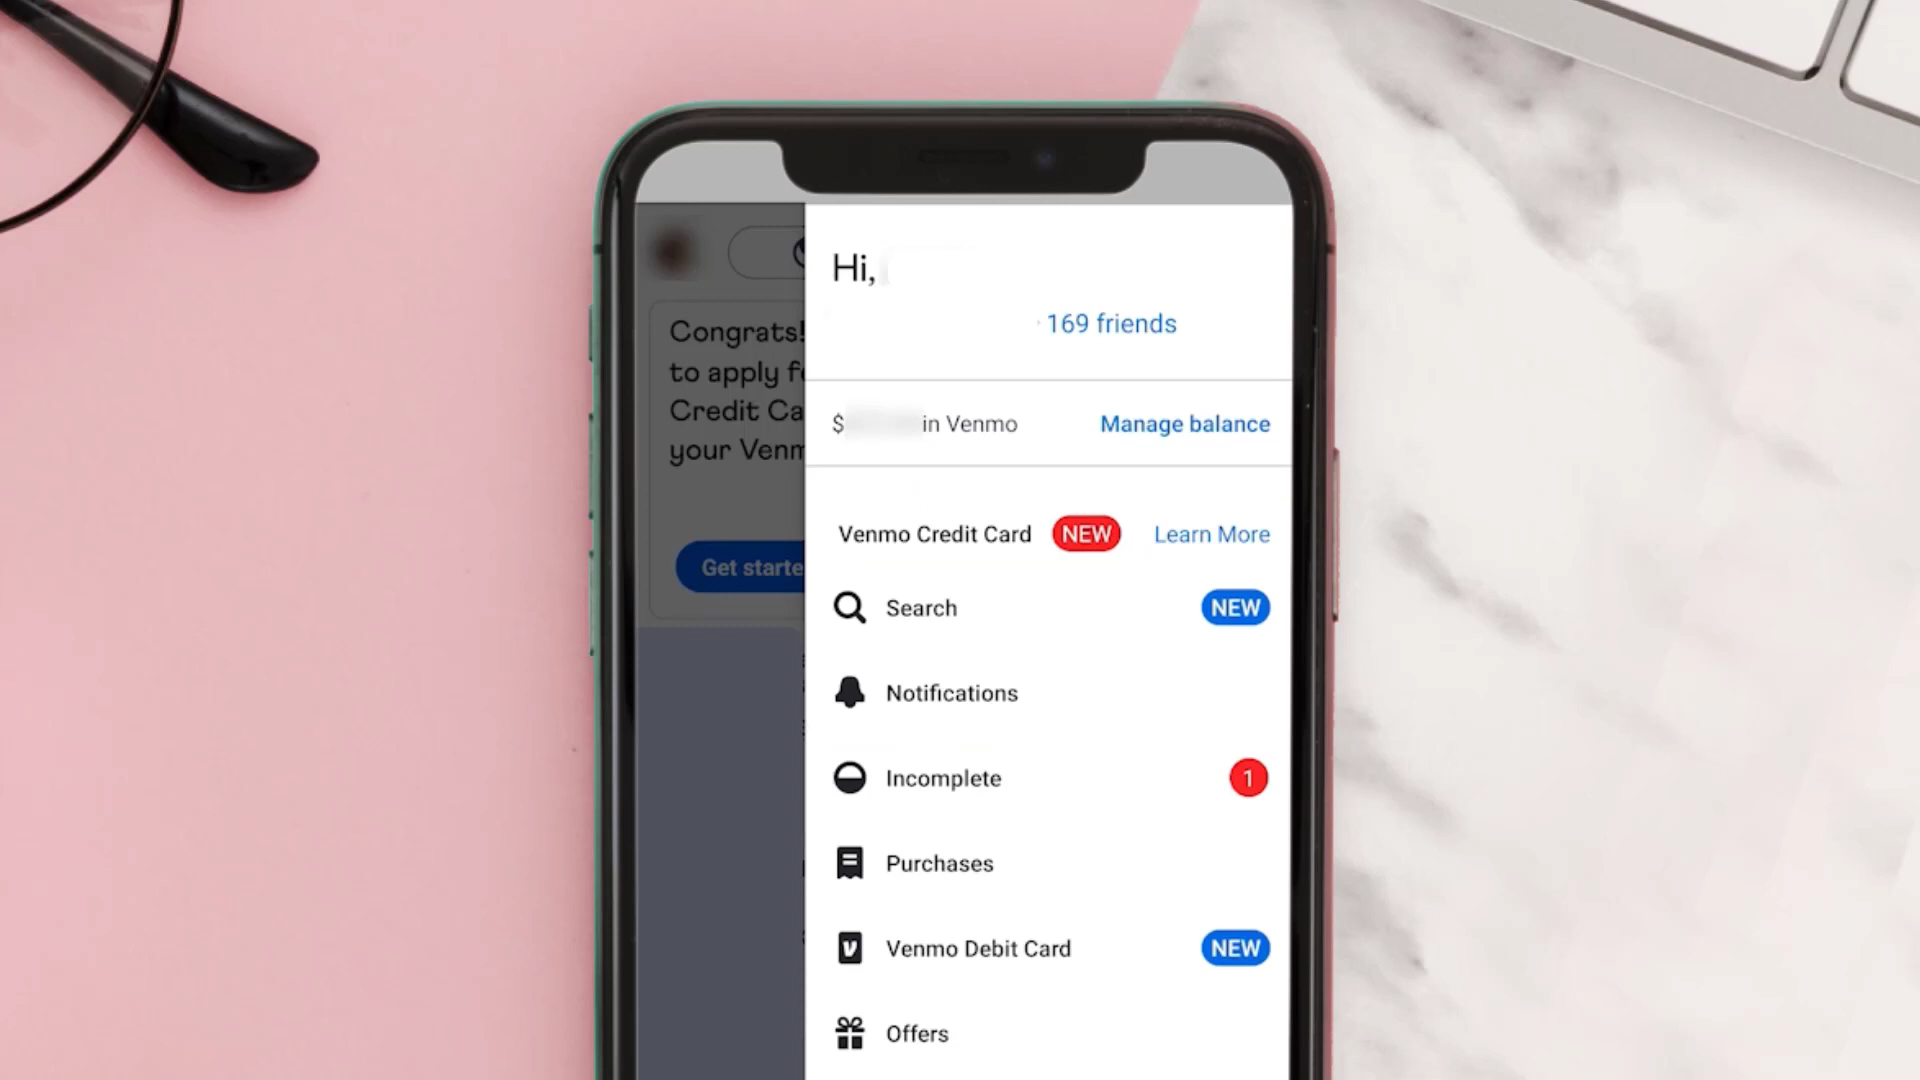 Hi,
169 friends
$ in Venmo
Manage balance
Venmo Credit Card
NEW
Learn More
Search
NEW
Notifications
Incomplete
1
Purchases
Venmo Debit Card
NEW
Offers
Congrats!
to apply f
Credit Ca
your Venm
Get starte